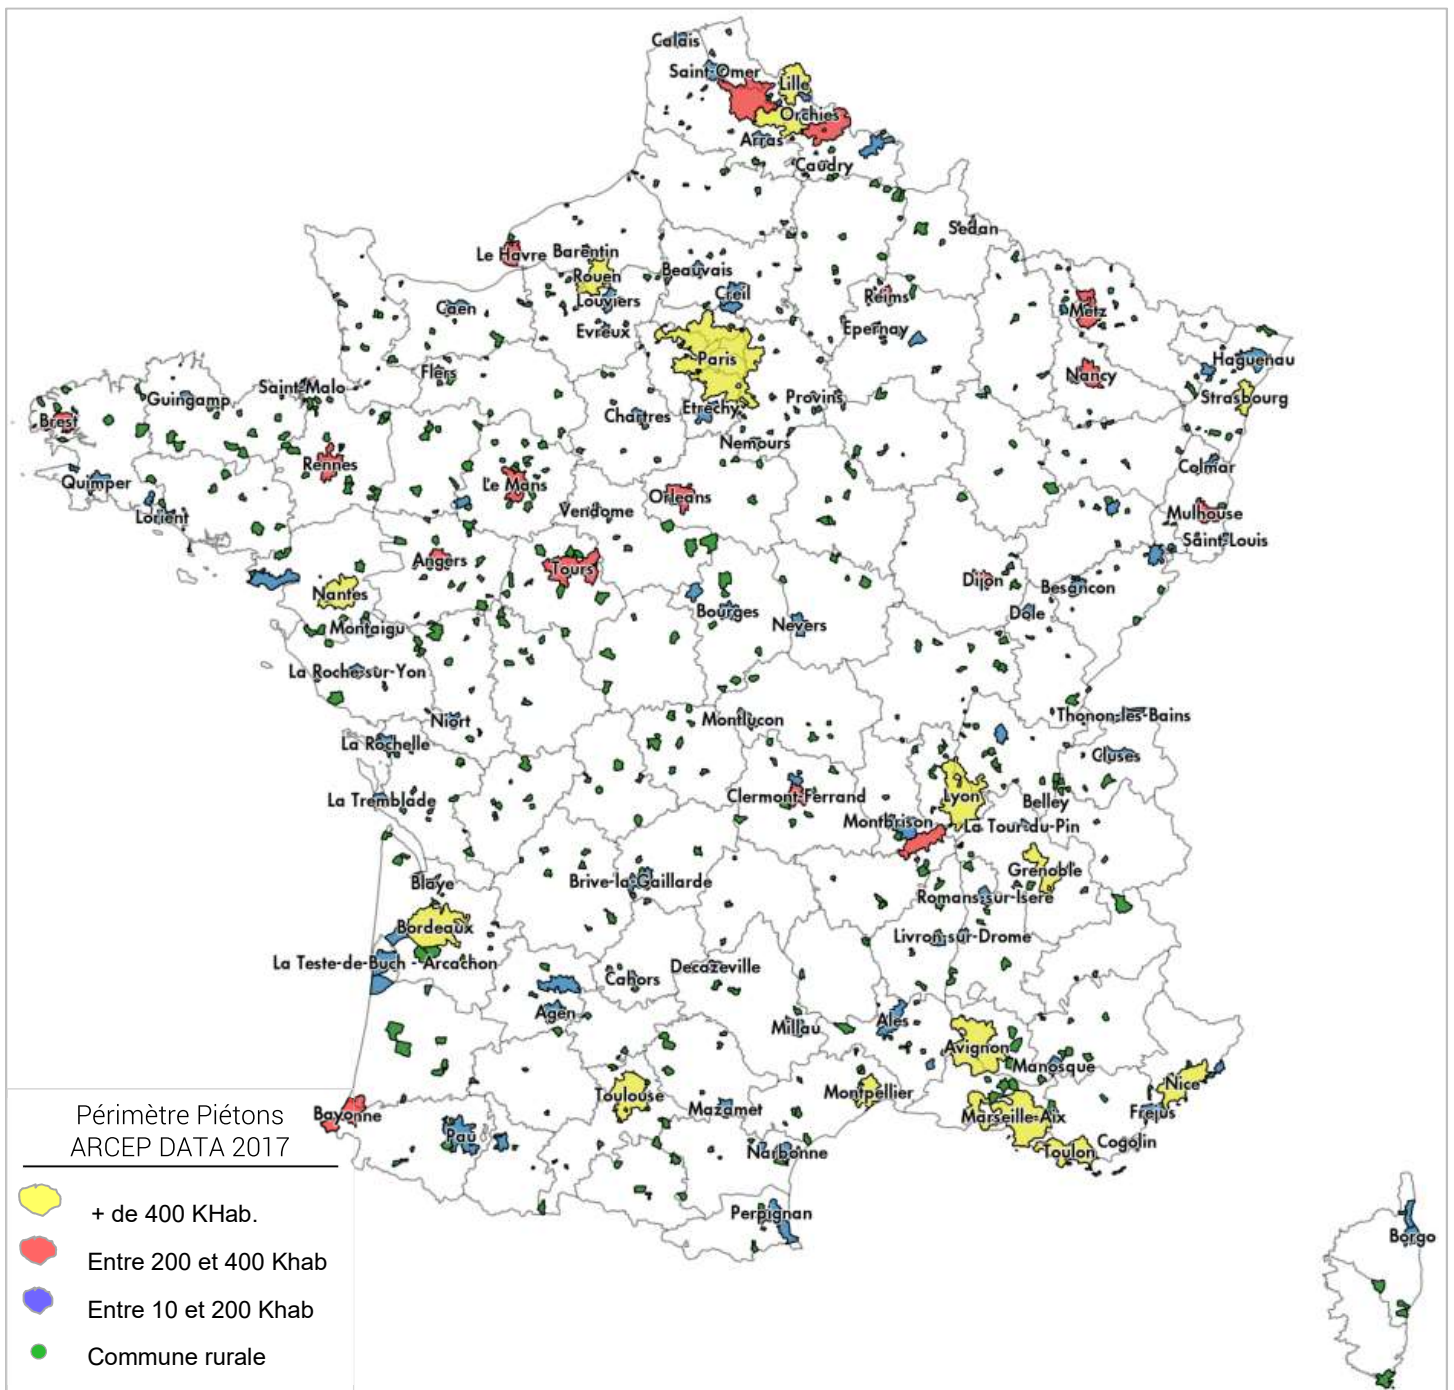 Calais
Saint-Omer
Lille
Orchies
Arras
Caudry
Sedan
Le Havre
Barentin
Rouen
Beauvais
Louviers
Creil
Reims
Metz
Caen
Evreux
Epernay
Paris
Haguenau
Flers
Nancy
Saint-Malo
Guingamp
Strasbourg
Provins
Etrechy
Chartres
Brest
Nemours
Rennes
Colmar
Quimper
Le Mans
Orleans
Vendome
Mulhouse
Lorient
Saint-Louis
Angers
Tours
Dijon
Besancon
Nantes
Bourges
Dole
Nevers
Montaigu
La Roche-sur-Yon
Niort
Montlucon
Thonon-les-Bains
La Rochelle
Cluses
La Tremblade
Clermont-Ferrand
Lyon
Belley
Montbrison
La Tour-du-Pin
Grenoble
Blaye
Brive-la-Gaillarde
Romans-sur-Isere
Bordeaux
Livron-sur-Drome
La Teste-de-Buch - Arcachon
Decazeville
Cahors
Agen
Millau
Ales
Avignon
Manosque
Nice
Toulouse
Montpellier
Mazamet
Marseille-Aix
Frejus
Bayonne
Pau
Cogolin
Toulon
Narbonne
Perpignan
Borgo
Périmètre Piétons
ARCEP DATA 2017
+ de 400 KHab.
Entre 200 et 400 Khab
Entre 10 et 200 Khab
Commune rurale